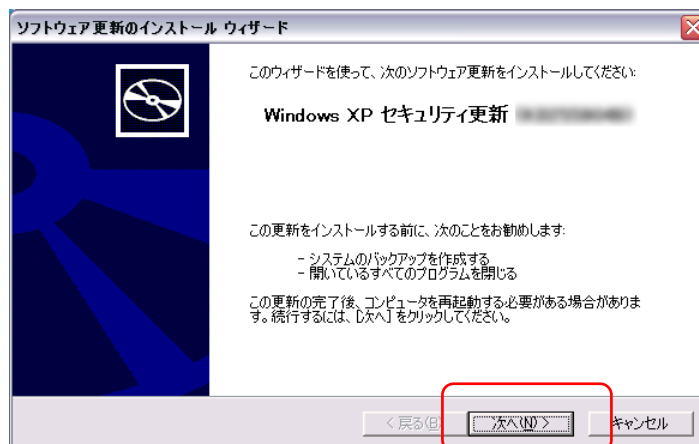 ソフトウェア更新のインストール ウィザード
このウィザードを使って、次のソフトウェア更新をインストールしてください:
Windows XP セキュリティ更新
この更新をインストールする前に、次のことをお勧めします:
- システムのバックアップを作成する
- 開いているすべてのプログラムを閉じる
この更新の完了後、コンピュータを再起動する必要がある場合がありま
す。続行するには、[次へ] をクリックしてください。
< 戻る(B) 次へ(N) > キャンセル